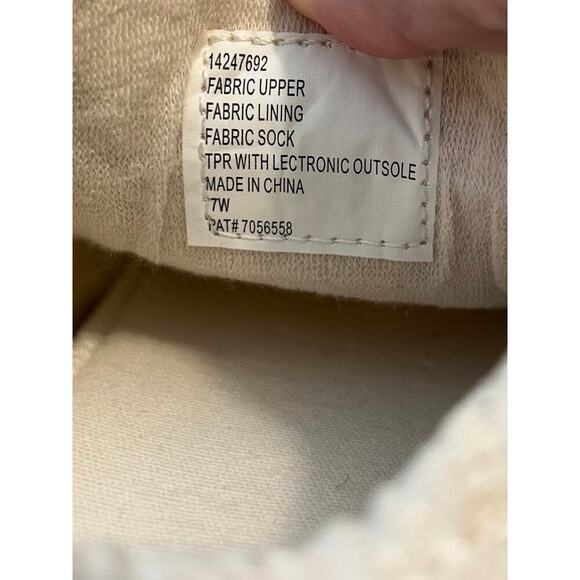 14247692
FABRIC UPPER
FABRIC LINING
FABRIC SOCK
TPR WITH LECTRONIC OUTSOLE
MADE IN CHINA
7W
PAT# 7056558